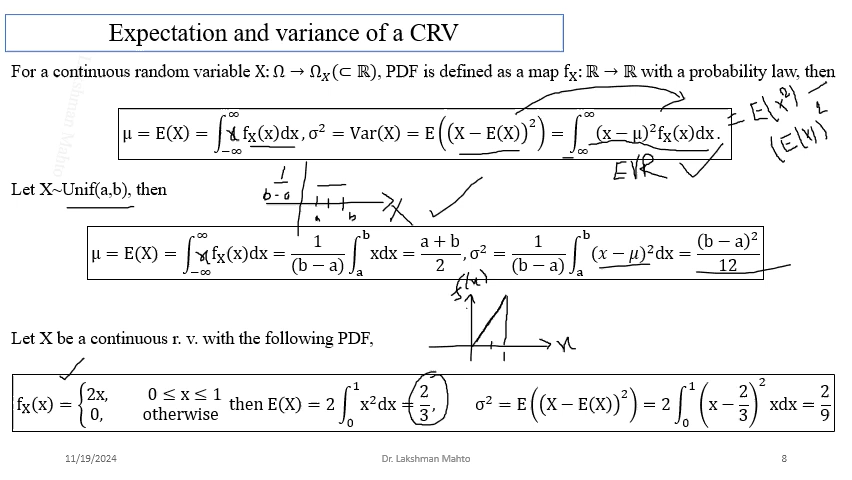 Expectation and variance of a CRV
For a continuous random variable X: Ω → Ω_X(⊂ ℝ), PDF is defined as a map f_X: ℝ → ℝ with a probability law, then
μ = E(X) = ∫_{-∞}^{∞} x f_X(x)dx, σ² = Var(X) = E((X − E(X))²) = ∫_{-∞}^{∞} (x − μ)²f_X(x)dx.
= E(X²) −
(E(X))²
EVR
Let X~Unif(a,b), then
1/(b-a)
a b
X
μ = E(X) = ∫_{-∞}^{∞} x f_X(x)dx = 1/(b − a) ∫_a^b xdx = (a + b)/2, σ² = 1/(b − a) ∫_a^b (x − μ)²dx = (b − a)²/12
f(x)
x
Let X be a continuous r. v. with the following PDF,
f_X(x) = {2x, 0 ≤ x ≤ 1
0, otherwise
then E(X) = 2 ∫_0^1 x²dx = 2/3, σ² = E((X − E(X))²) = 2 ∫_0^1 (x − 2/3)² xdx = 2/9
11/19/2024
Dr. Lakshman Mahto
8